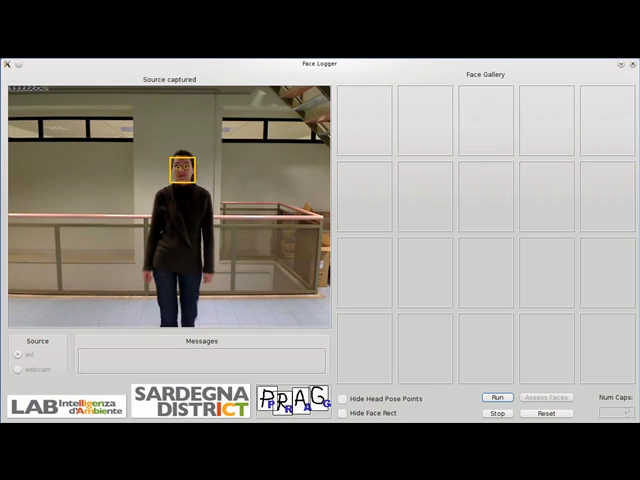 Face Logger
Source captured
Face Gallery
Source
avi
webcam
Messages
LAB Intelligenza d'Ambiente
SARDEGNA
DISTRICT
PRAG
P R A G
Hide Head Pose Points
Hide Face Rect
Run
Assess Faces
Num Caps:
Stop
Reset